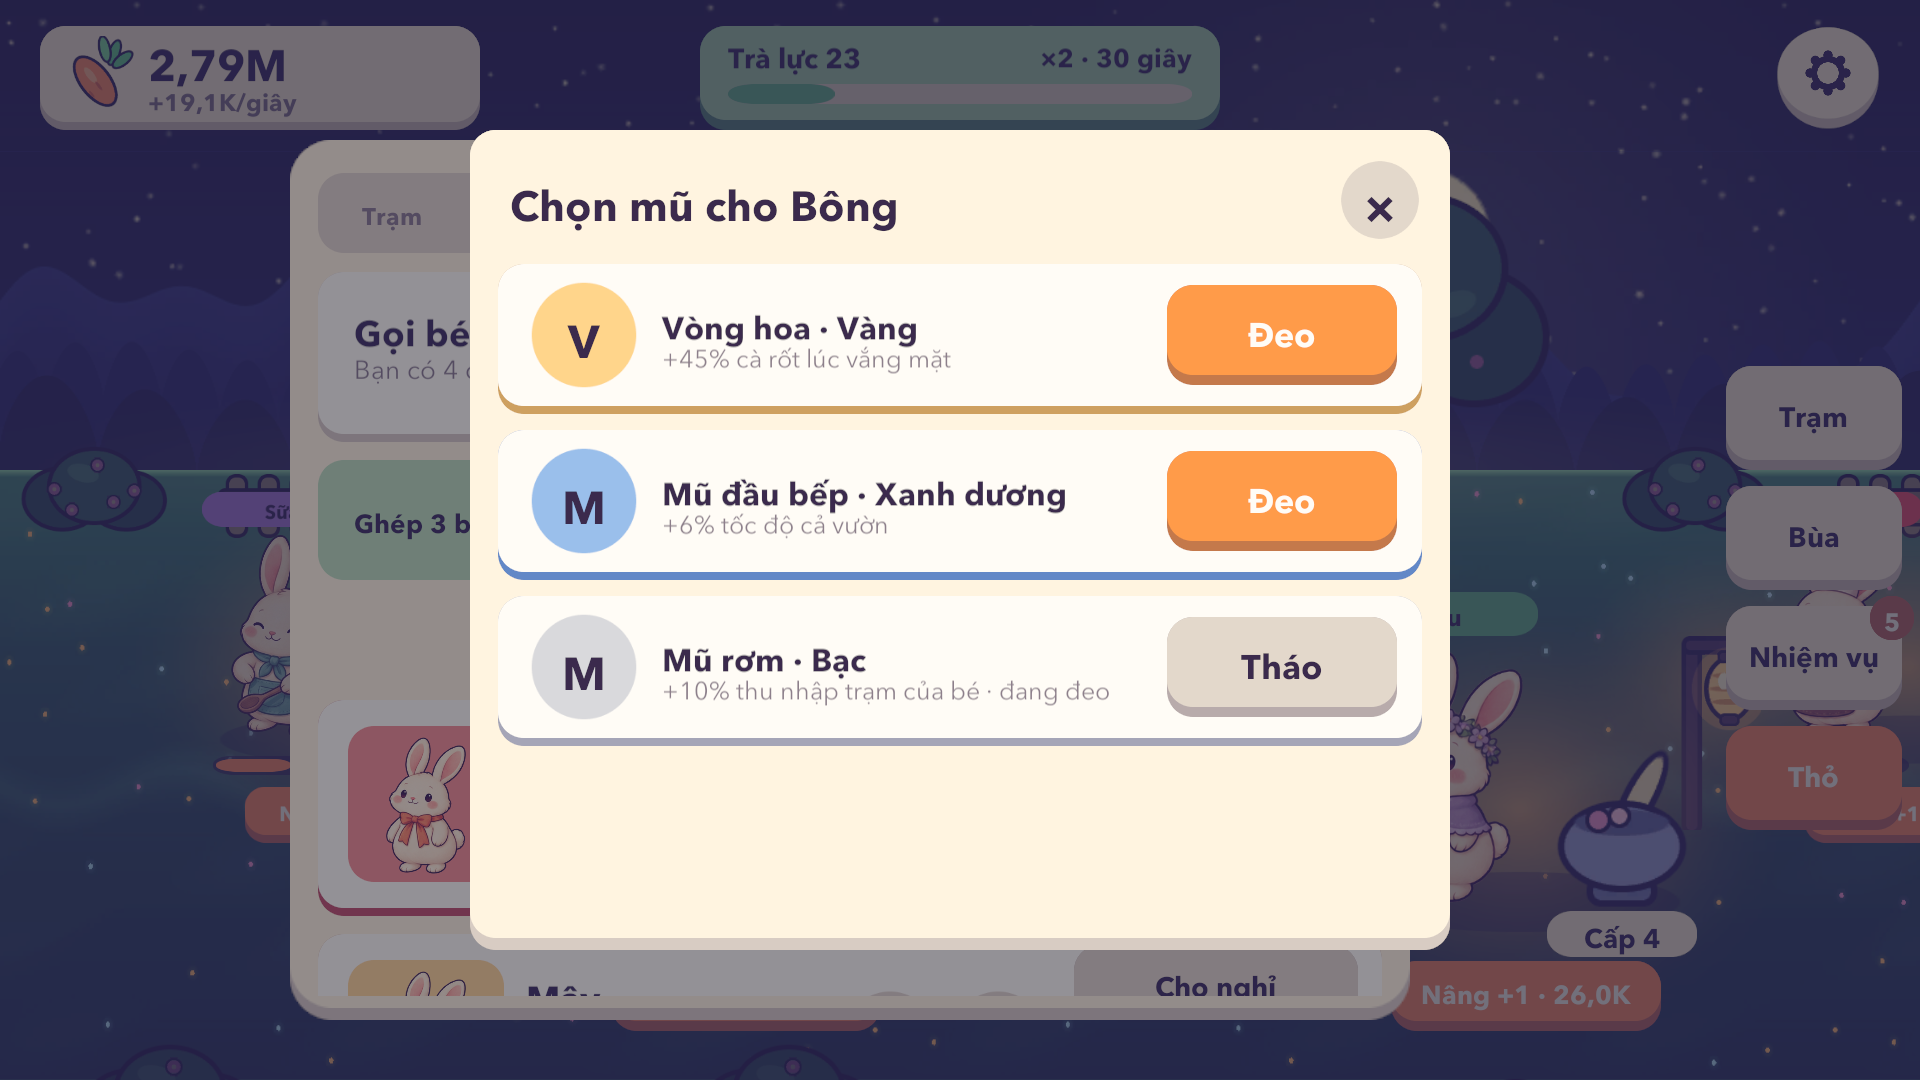 2,79M
+19,1K/giây
Trà lực 23
×2 · 30 giây
Trạm
Gọi bé
Bạn có 4
Ghép 3 b
Chọn mũ cho Bông
×
V
Vòng hoa · Vàng
+45% cà rốt lúc vắng mặt
Đeo
M
Mũ đầu bếp · Xanh dương
+6% tốc độ cả vườn
Đeo
M
Mũ rơm · Bạc
+10% thu nhập trạm của bé · đang đeo
Tháo
Trạm
Bùa
5
Nhiệm vụ
Thỏ
Cấp 4
Nâng +1 · 26,0K
Mây
Cho nghỉ